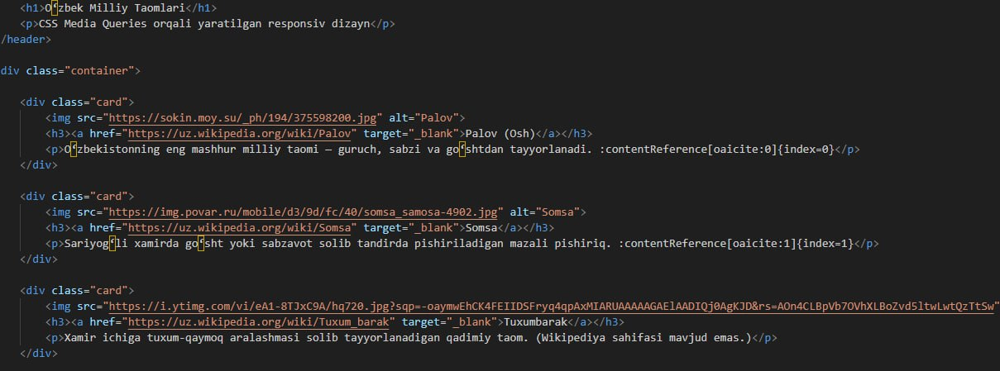 <h1>Oʻzbek Milliy Taomlari</h1>
<p>CSS Media Queries orqali yaratilgan responsiv dizayn</p>
/header>
div class="container">
<div class="card">
<img src="https://sokin.moy.su/_ph/194/375598200.jpg" alt="Palov">
<h3><a href="https://uz.wikipedia.org/wiki/Palov" target="_blank">Palov (Osh)</a></h3>
<p>Oʻzbekistonning eng mashhur milliy taomi — guruch, sabzi va goʻshtdan tayyorlanadi. :contentReference[oaicite:0]{index=0}</p>
</div>
<div class="card">
<img src="https://img.povar.ru/mobile/d3/9d/fc/40/somsa_samosa-4902.jpg" alt="Somsa">
<h3><a href="https://uz.wikipedia.org/wiki/Somsa" target="_blank">Somsa</a></h3>
<p>Sariyogʻli xamirda goʻsht yoki sabzavot solib tandirda pishiriladigan mazali pishiriq. :contentReference[oaicite:1]{index=1}</p>
</div>
<div class="card">
<img src="https://i.ytimg.com/vi/eA1-8TJxC9A/hq720.jpg?sqp=-oaymwEhCK4FEIIDSFryq4qpAxMIARUAAAAAGAElAADIQj0AgKJD&rs=AOn4CLBpVb7OVhXLBoZvd5ltwLwtQzTtSw"
<h3><a href="https://uz.wikipedia.org/wiki/Tuxum_barak" target="_blank">Tuxumbarak</a></h3>
<p>Xamir ichiga tuxum-qaymoq aralashmasi solib tayyorlanadigan qadimiy taom. (Wikipediya sahifasi mavjud emas.)</p>
</div>